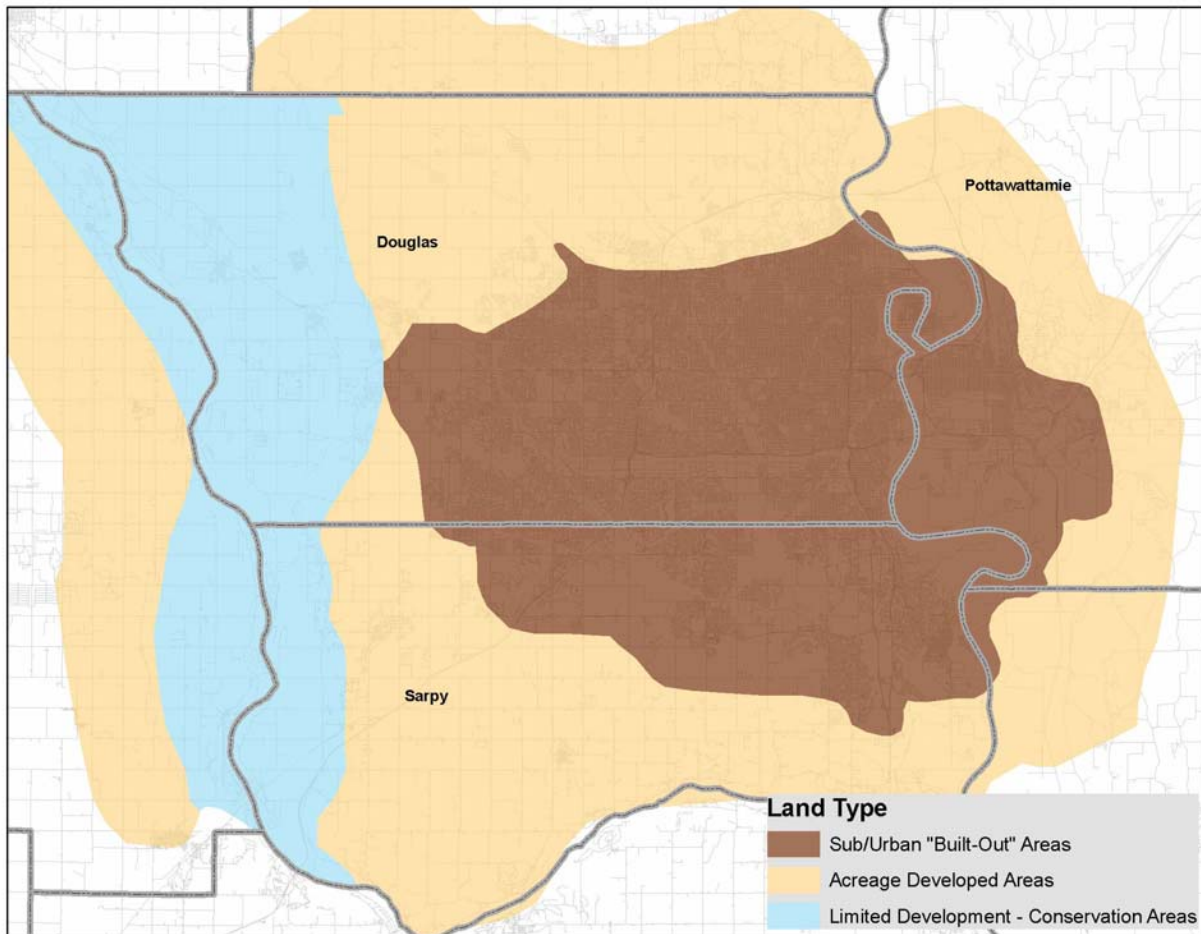 Pottawattamie
Douglas
Sarpy
Land Type
Sub/Urban "Built-Out" Areas
Acreage Developed Areas
Limited Development - Conservation Areas